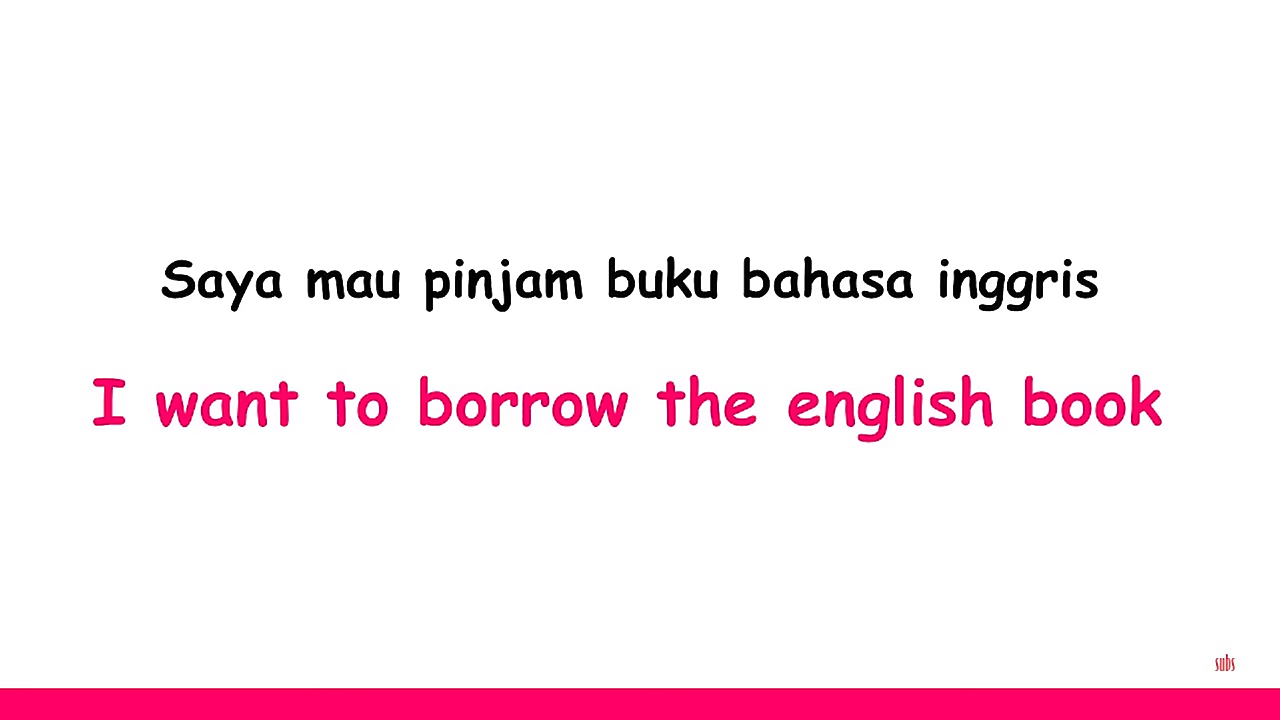 Saya mau pinjam buku bahasa inggris
I want to borrow the english book
subs